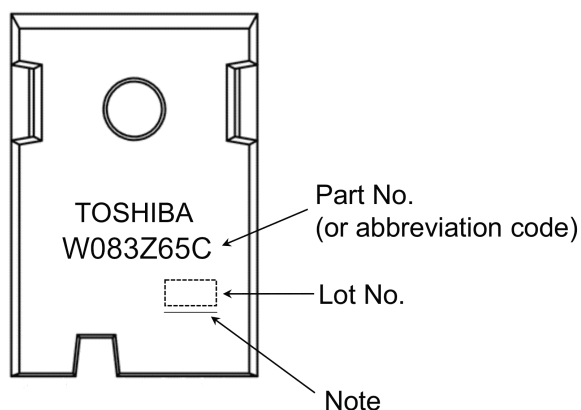 TOSHIBA
W083Z65C
Part No.
(or abbreviation code)
Lot No.
Note